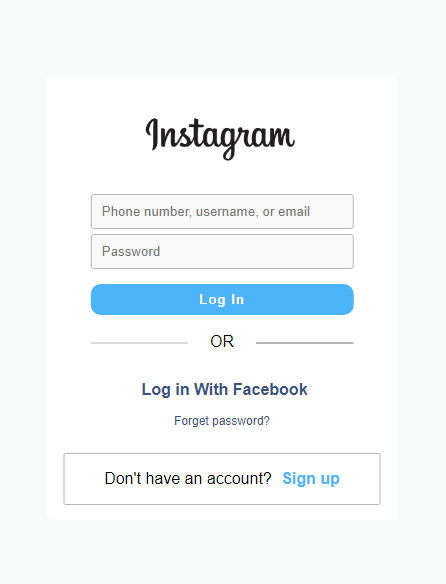 Instagram
Phone number, username, or email
Password
Log In
OR
Log in With Facebook
Forget password?
Don't have an account? Sign up